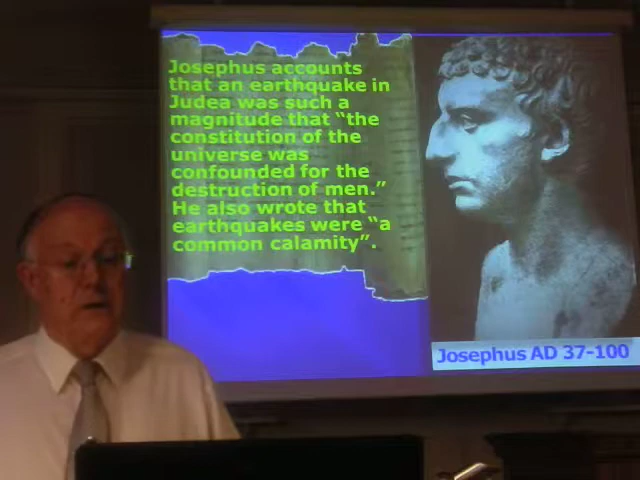 Josephus accounts
that an earthquake in
Judea was such a
magnitude that “the
constitution of the
universe was
confounded for the
destruction of men.”
He also wrote that
earthquakes were “a
common calamity”.
Josephus AD 37-100